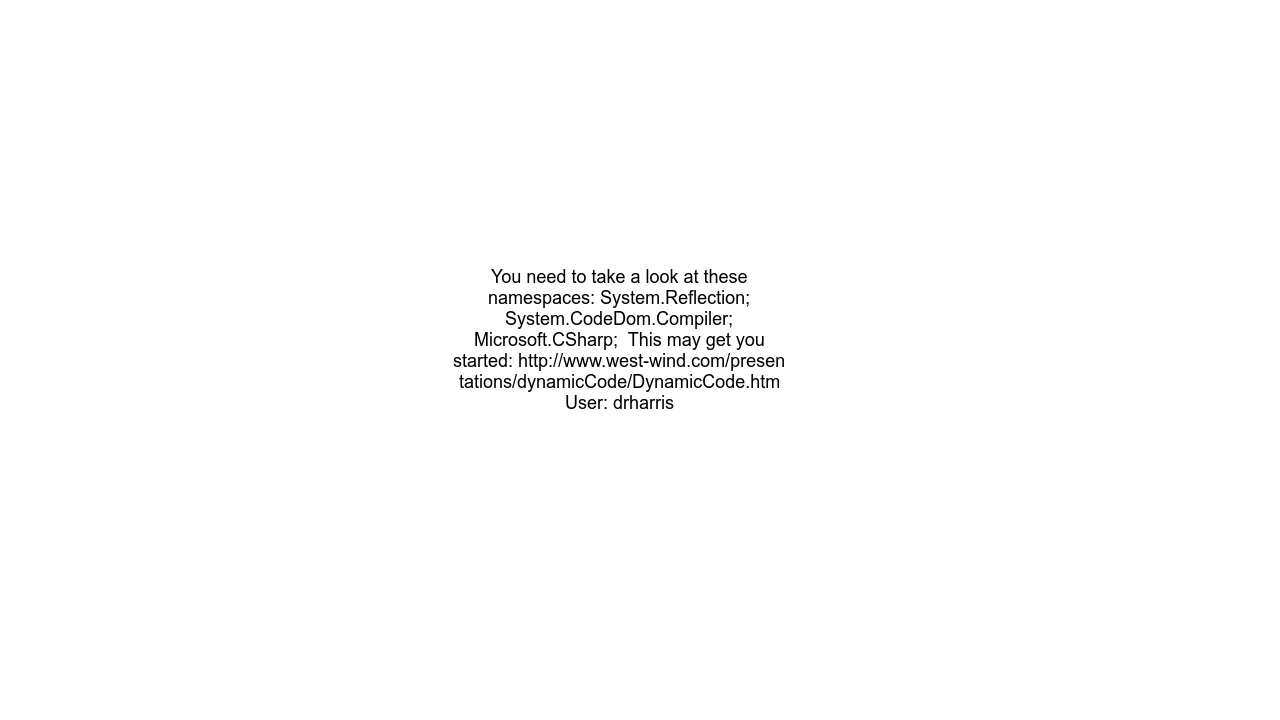 You need to take a look at these
namespaces: System.Reflection;
System.CodeDom.Compiler;
Microsoft.CSharp;  This may get you
started: http://www.west-wind.com/presen
tations/dynamicCode/DynamicCode.htm
User: drharris